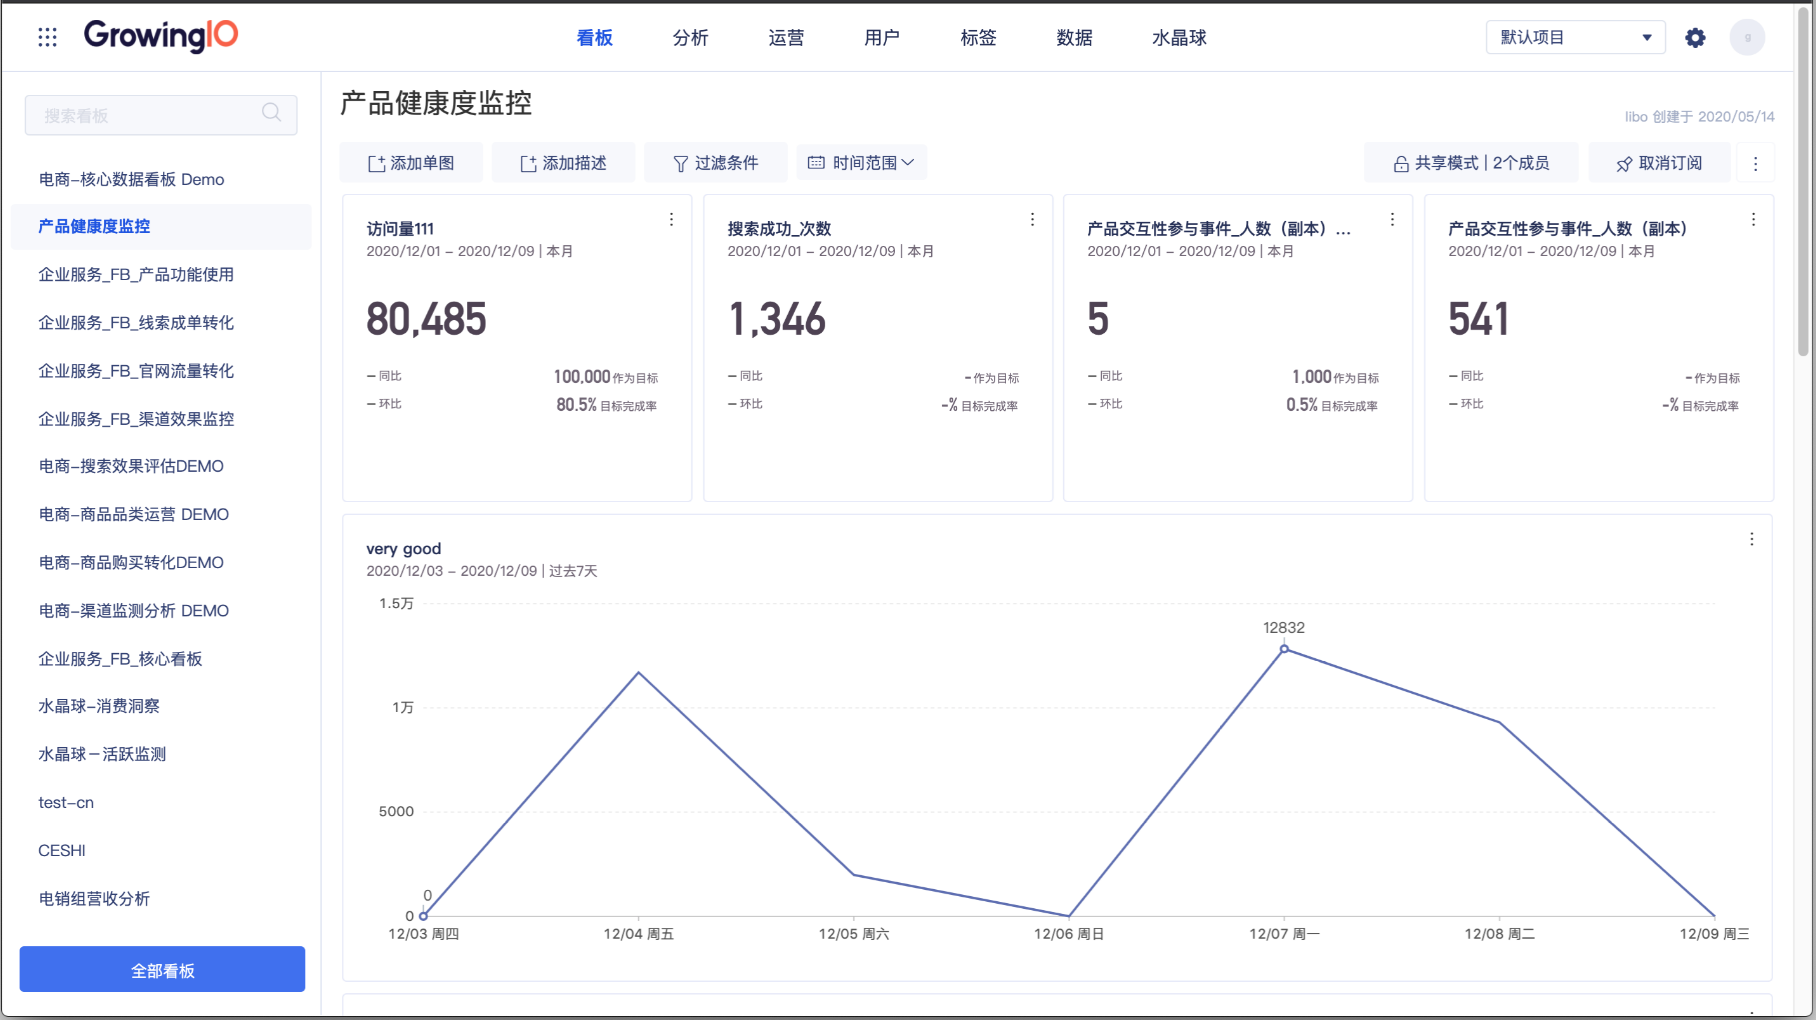 GrowingIO
看板
分析
运营
用户
标签
数据
水晶球
默认项目
g
搜索看板
电商-核心数据看板 Demo
产品健康度监控
企业服务_FB_产品功能使用
企业服务_FB_线索成单转化
企业服务_FB_官网流量转化
企业服务_FB_渠道效果监控
电商-搜索效果评估DEMO
电商-商品品类运营 DEMO
电商-商品购买转化DEMO
电商-渠道监测分析 DEMO
企业服务_FB_核心看板
水晶球-消费洞察
水晶球－活跃监测
test-cn
CESHI
电销组营收分析
全部看板
产品健康度监控
libo 创建于 2020/05/14
添加单图
添加描述
过滤条件
时间范围
共享模式 | 2个成员
取消订阅
访问量111
2020/12/01 - 2020/12/09 | 本月
80,485
- 同比
100,000 作为目标
- 环比
80.5% 目标完成率
搜索成功_次数
2020/12/01 - 2020/12/09 | 本月
1,346
- 同比
- 作为目标
- 环比
-% 目标完成率
产品交互性参与事件_人数（副本）...
2020/12/01 - 2020/12/09 | 本月
5
- 同比
1,000 作为目标
- 环比
0.5% 目标完成率
产品交互性参与事件_人数（副本）
2020/12/01 - 2020/12/09 | 本月
541
- 同比
- 作为目标
- 环比
-% 目标完成率
very good
2020/12/03 - 2020/12/09 | 过去7天
1.5万
12832
1万
5000
0
0
12/03 周四
12/04 周五
12/05 周六
12/06 周日
12/07 周一
12/08 周二
12/09 周三